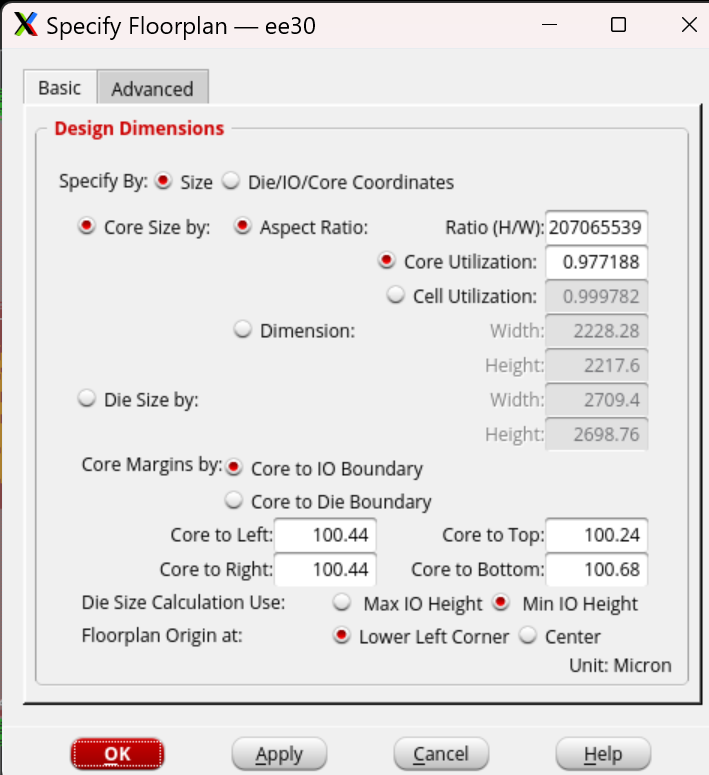 Specify Floorplan — ee30
Basic Advanced
Design Dimensions
Specify By: Size Die/IO/Core Coordinates
Core Size by: Aspect Ratio: Ratio (H/W): 207065539
Core Utilization: 0.977188
Cell Utilization: 0.999782
Dimension: Width: 2228.28
Height: 2217.6
Die Size by: Width: 2709.4
Height: 2698.76
Core Margins by: Core to IO Boundary
Core to Die Boundary
Core to Left: 100.44 Core to Top: 100.24
Core to Right: 100.44 Core to Bottom: 100.68
Die Size Calculation Use: Max IO Height Min IO Height
Floorplan Origin at: Lower Left Corner Center
Unit: Micron
OK Apply Cancel Help